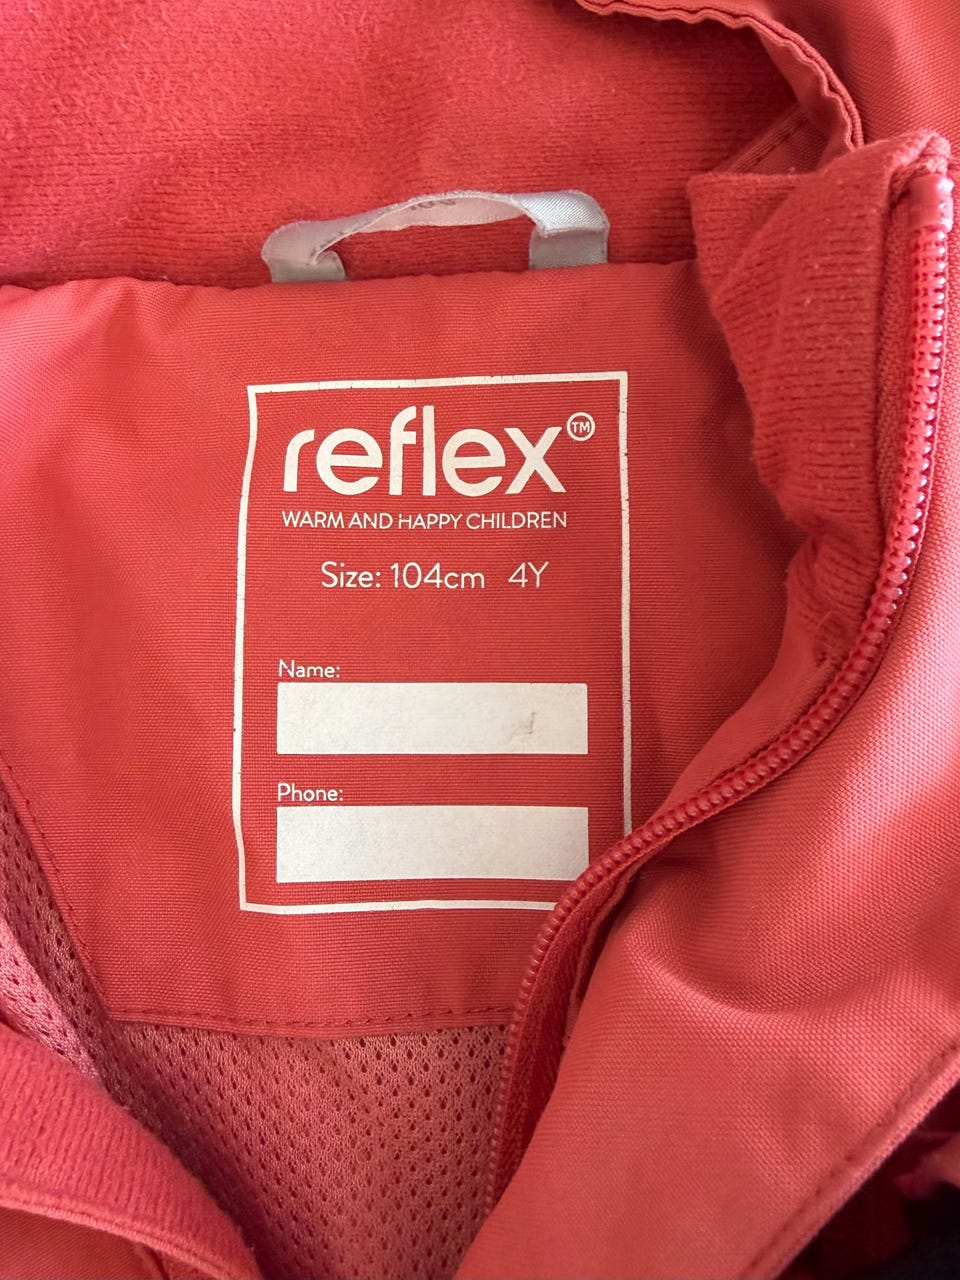 reflex™
WARM AND HAPPY CHILDREN
Size: 104cm 4Y
Name:
Phone: